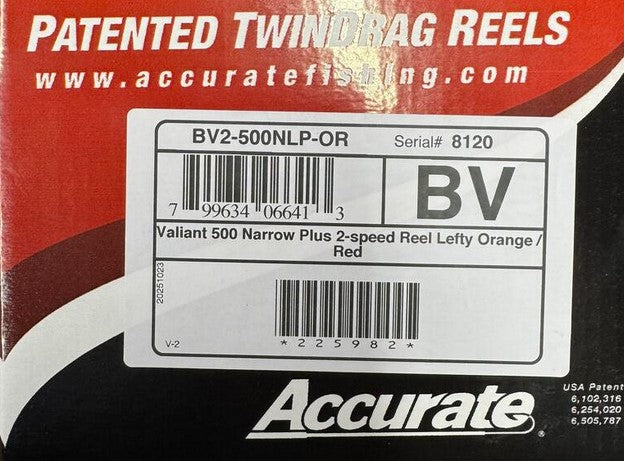 PATENTED TWINDRAG REELS
www.accuratefishing.com
BV2-500NLP-OR Serial# 8120
7 99634 06641 3
BV
Valiant 500 Narrow Plus 2-speed Reel Lefty Orange /
Red
20251023
*225982*
V-2
Accurate
USA Patent
6,102,316
6,254,020
6,505,787